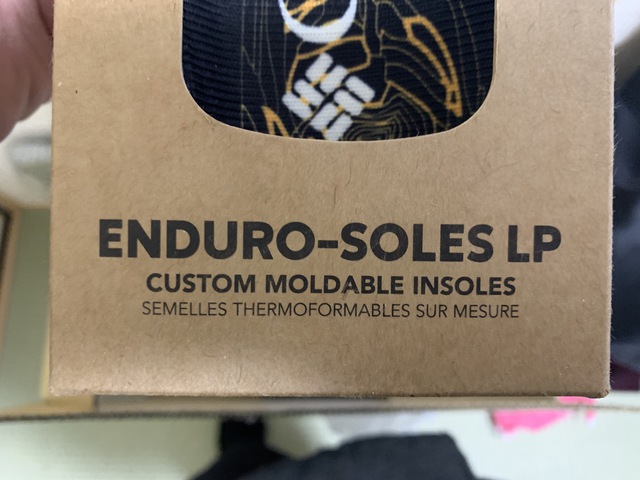 ENDURO-SOLES LP
CUSTOM MOLDABLE INSOLES
SEMELLES THERMOFORMABLES SUR MESURE